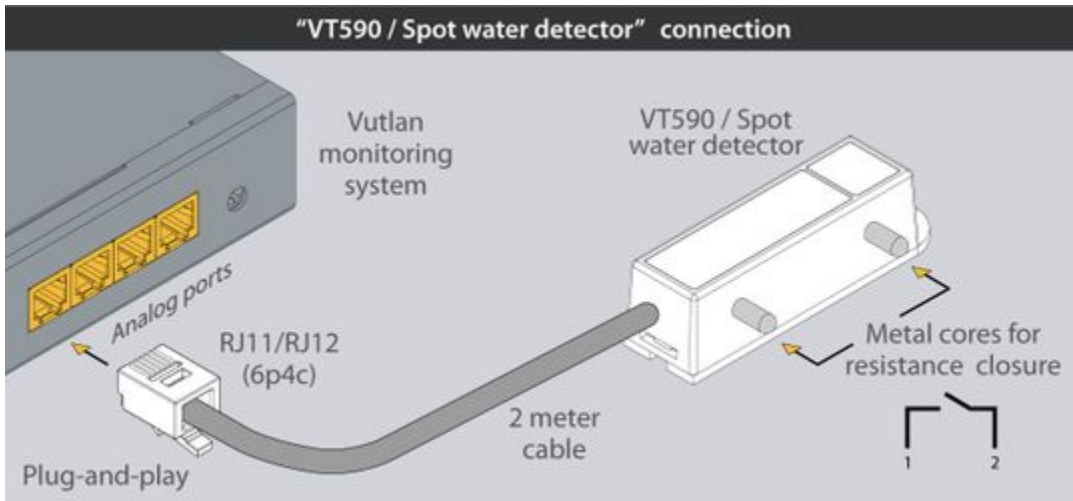 “VT590 / Spot water detector” connection
Vutlan
monitoring
system
VT590 / Spot
water detector
Analog ports
RJ11/RJ12
(6p4c)
Metal cores for
resistance closure
2 meter
cable
1 2
Plug-and-play